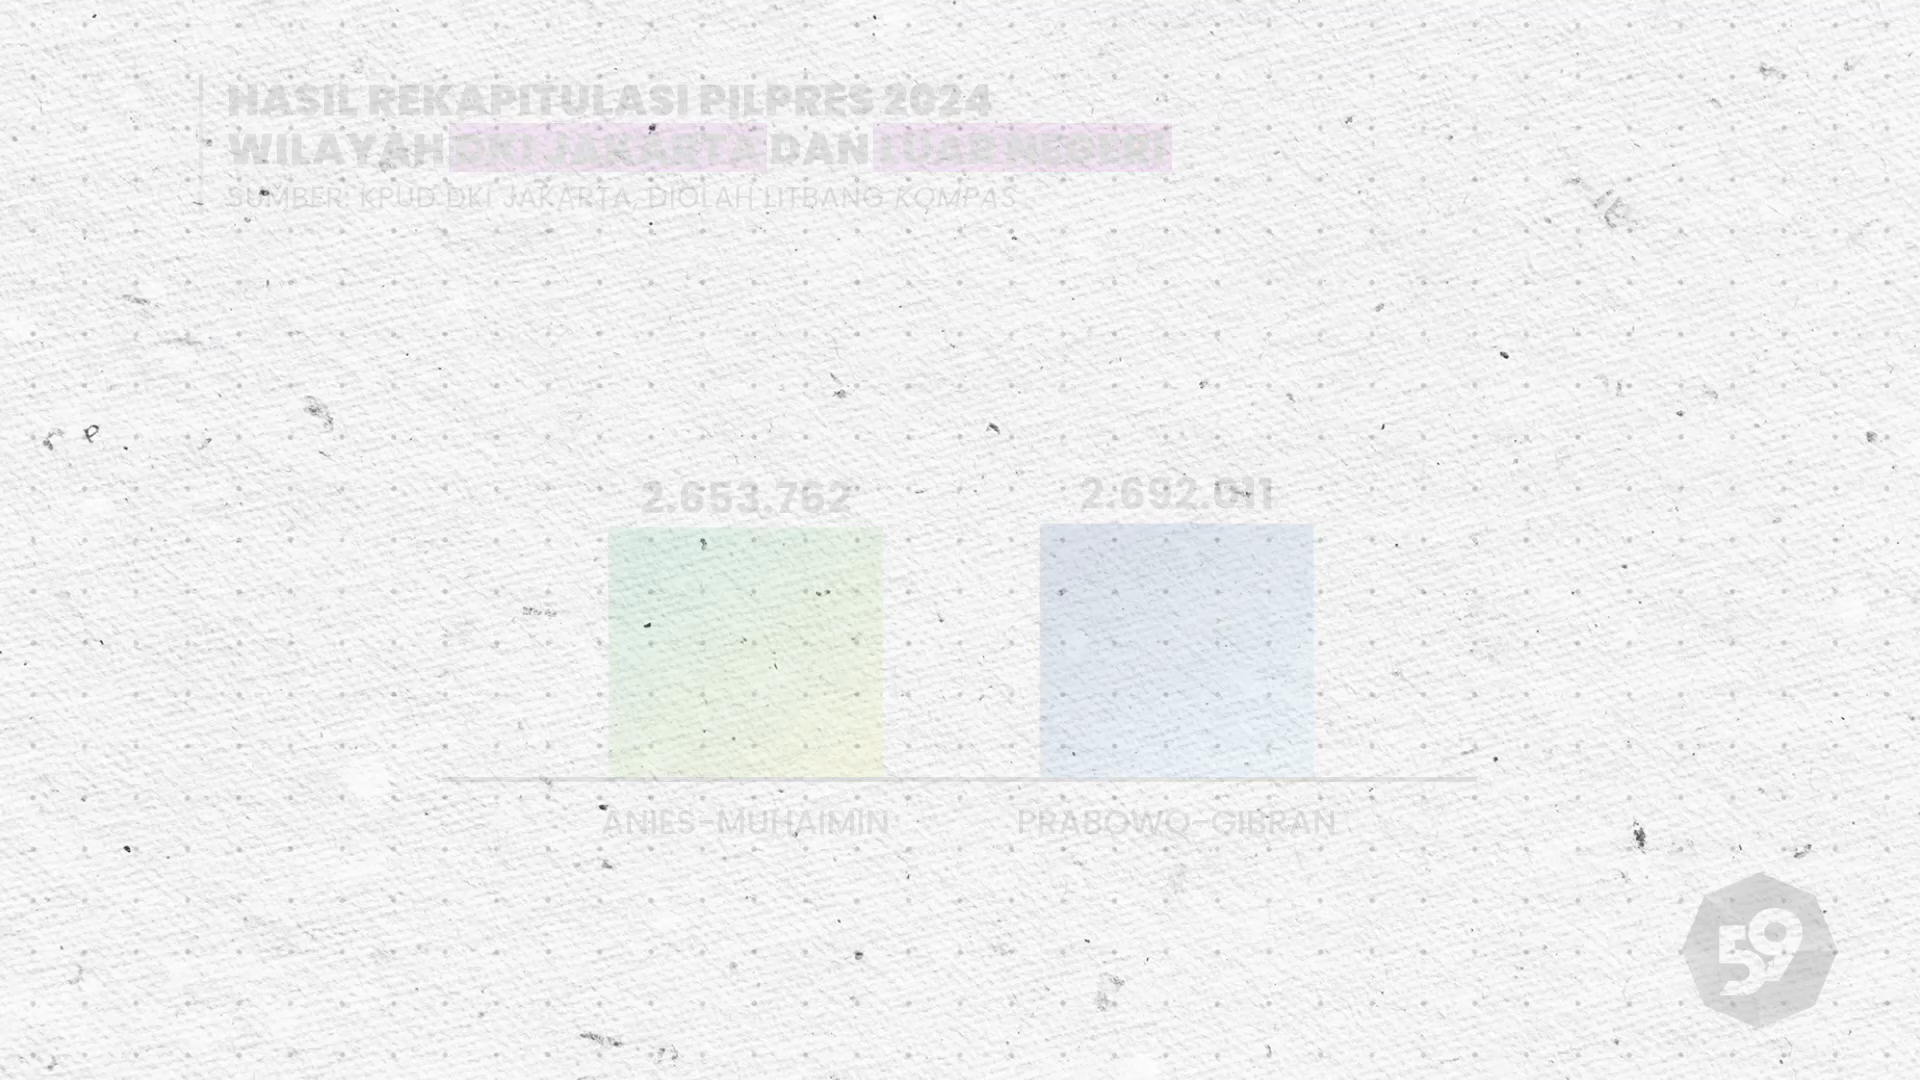 HASIL REKAPITULASI PILPRES 2024
WILAYAH DKI JAKARTA DAN LUAR NEGERI
SUMBER: KPUD DKI JAKARTA, DIOLAH LITBANG KOMPAS
2.653.762
2.692.011
ANIES-MUHAIMIN
PRABOWO-GIBRAN
59